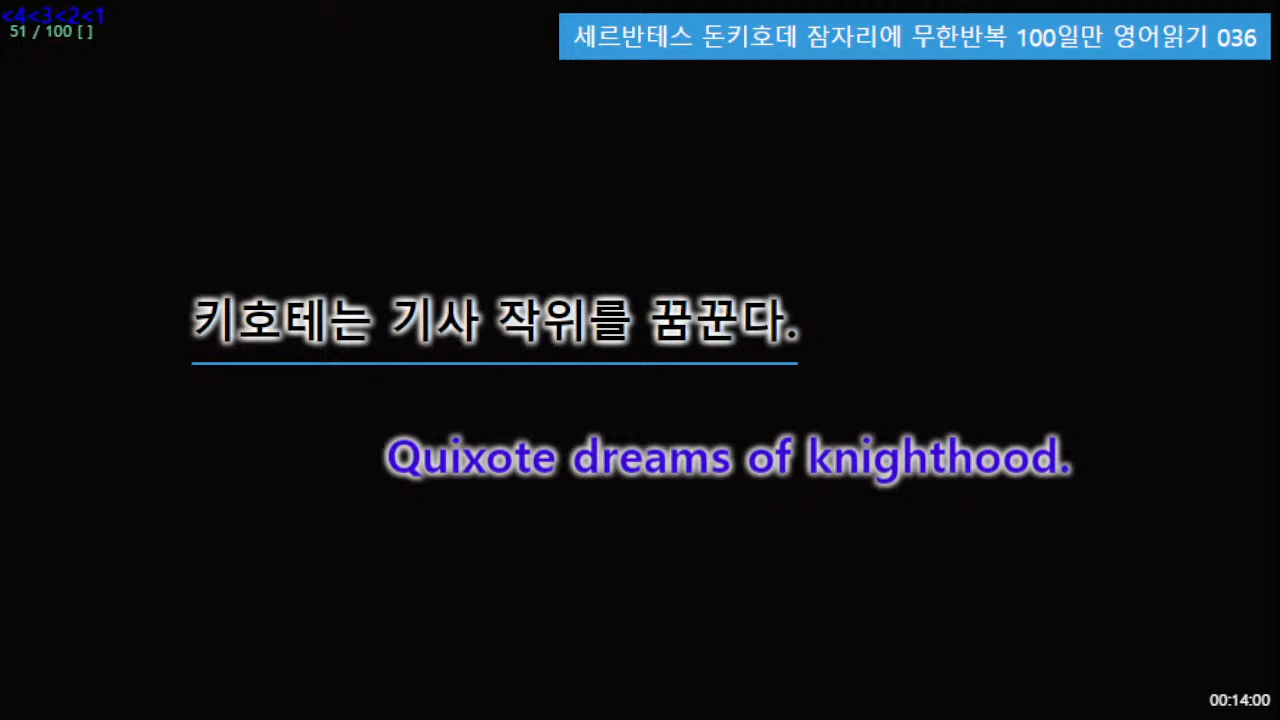 <4<3<2<1
51 / 100 [ ]
세르반테스 돈키호데 잠자리에 무한반복 100일만 영어읽기 036
키호테는 기사 작위를 꿈꾼다.
Quixote dreams of knighthood.
00:14:00